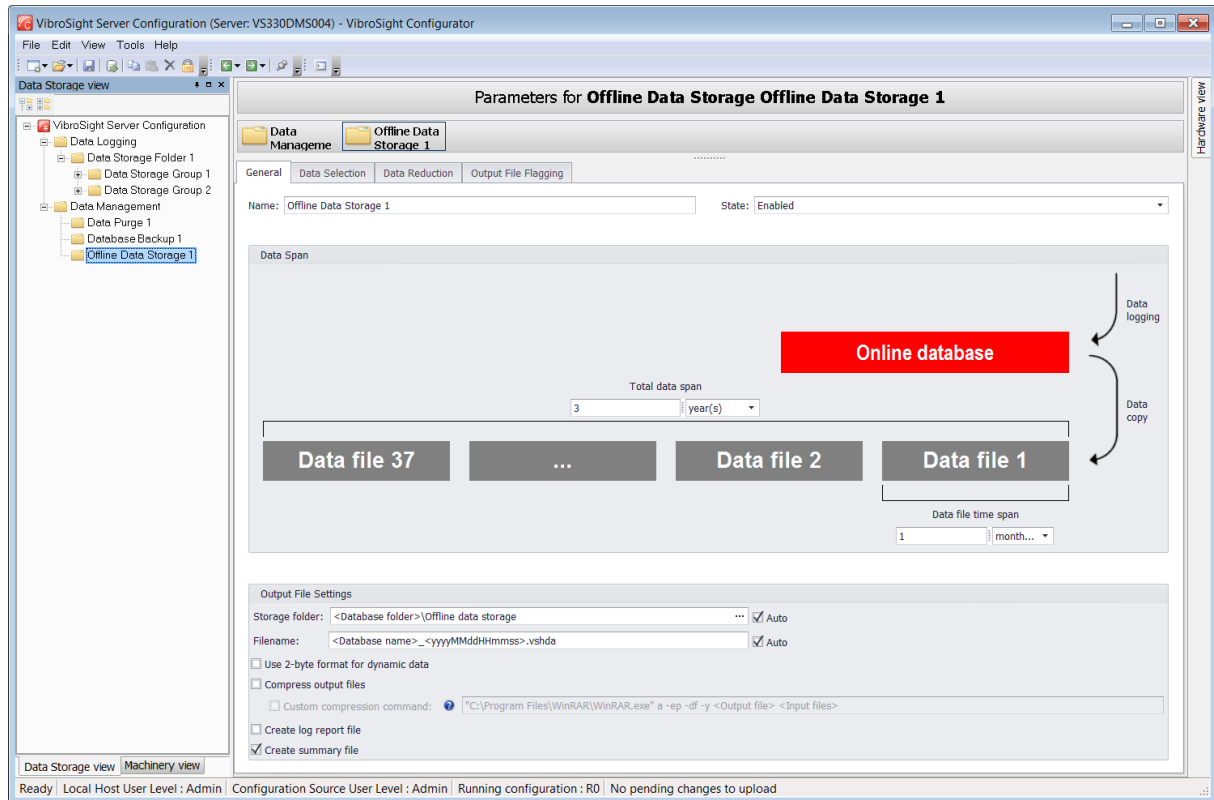 VibroSight Server Configuration (Server: VS330DMS004) - VibroSight Configurator
File Edit View Tools Help
Data Storage view
VibroSight Server Configuration
Data Logging
Data Storage Folder 1
Data Storage Group 1
Data Storage Group 2
Data Management
Data Purge 1
Database Backup 1
Offline Data Storage 1
Data Storage view Machinery view
Parameters for Offline Data Storage Offline Data Storage 1
Data
Manageme
Offline Data
Storage 1
General Data Selection Data Reduction Output File Flagging
Name: Offline Data Storage 1 State: Enabled
Data Span
Data
logging
Online database
Total data span
3 year(s)
Data
copy
Data file 37 ... Data file 2 Data file 1
Data file time span
1 month...
Output File Settings
Storage folder: <Database folder>\Offline data storage ... Auto
Filename: <Database name>_<yyyyMMddHHmmss>.vshda Auto
Use 2-byte format for dynamic data
Compress output files
Custom compression command: ? "C:\Program Files\WinRAR\WinRAR.exe" a -ep -df -y <Output file> <Input files>
Create log report file
Create summary file
Hardware view
Ready Local Host User Level : Admin Configuration Source User Level : Admin Running configuration : R0 No pending changes to upload